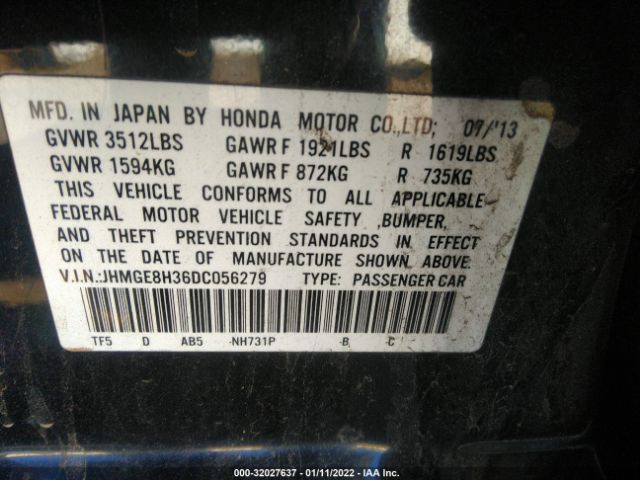 MFD. IN JAPAN BY HONDA MOTOR CO.,LTD; 07/'13
GVWR 3512LBS GAWR F 1921LBS R 1619LBS
GVWR 1594KG GAWR F 872KG R 735KG
THIS VEHICLE CONFORMS TO ALL APPLICABLE
FEDERAL MOTOR VEHICLE SAFETY ,BUMPER,
AND THEFT PREVENTION STANDARDS IN EFFECT
ON THE DATE OF MANUFACTURE SHOWN ABOVE.
V.I.N.:JHMGE8H36DC056279 TYPE: PASSENGER CAR
TF5 D AB5 -NH731P -B -C
000-32027637 - 01/11/2022 - IAA Inc.